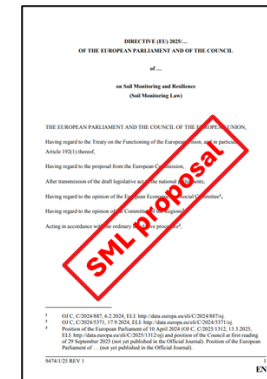 DIRECTIVE (EU) 2025/...
OF THE EUROPEAN PARLIAMENT AND OF THE COUNCIL
of ...
on Soil Monitoring and Resilience
(Soil Monitoring Law)
THE EUROPEAN PARLIAMENT AND THE COUNCIL OF THE EUROPEAN UNION,
Having regard to the Treaty on the Functioning of the European Union, and in particular
Article 192(1) thereof,
Having regard to the proposal from the European Commission,
After transmission of the draft legislative act to the national parliaments,
Having regard to the opinion of the European Economic and Social Committee¹,
Having regard to the opinion of the Committee of the Regions²,
Acting in accordance with the ordinary legislative procedure³,
SML proposal
1 OJ C, C/2024/887, 6.2.2024, ELI: http://data.europa.eu/eli/C/2024/887/oj.
2 OJ C, C/2024/5371, 17.9.2024, ELI: http://data.europa.eu/eli/C/2024/5371/oj.
3 Position of the European Parliament of 10 April 2024 (OJ C, C/2025/1312, 13.3.2025,
ELI: http://data.europa.eu/eli/C/2025/1312/oj) and position of the Council at first reading
of 29 September 2025 (not yet published in the Official Journal). Position of the European
Parliament of ... (not yet published in the Official Journal).
9474/1/25 REV 1 1
EN